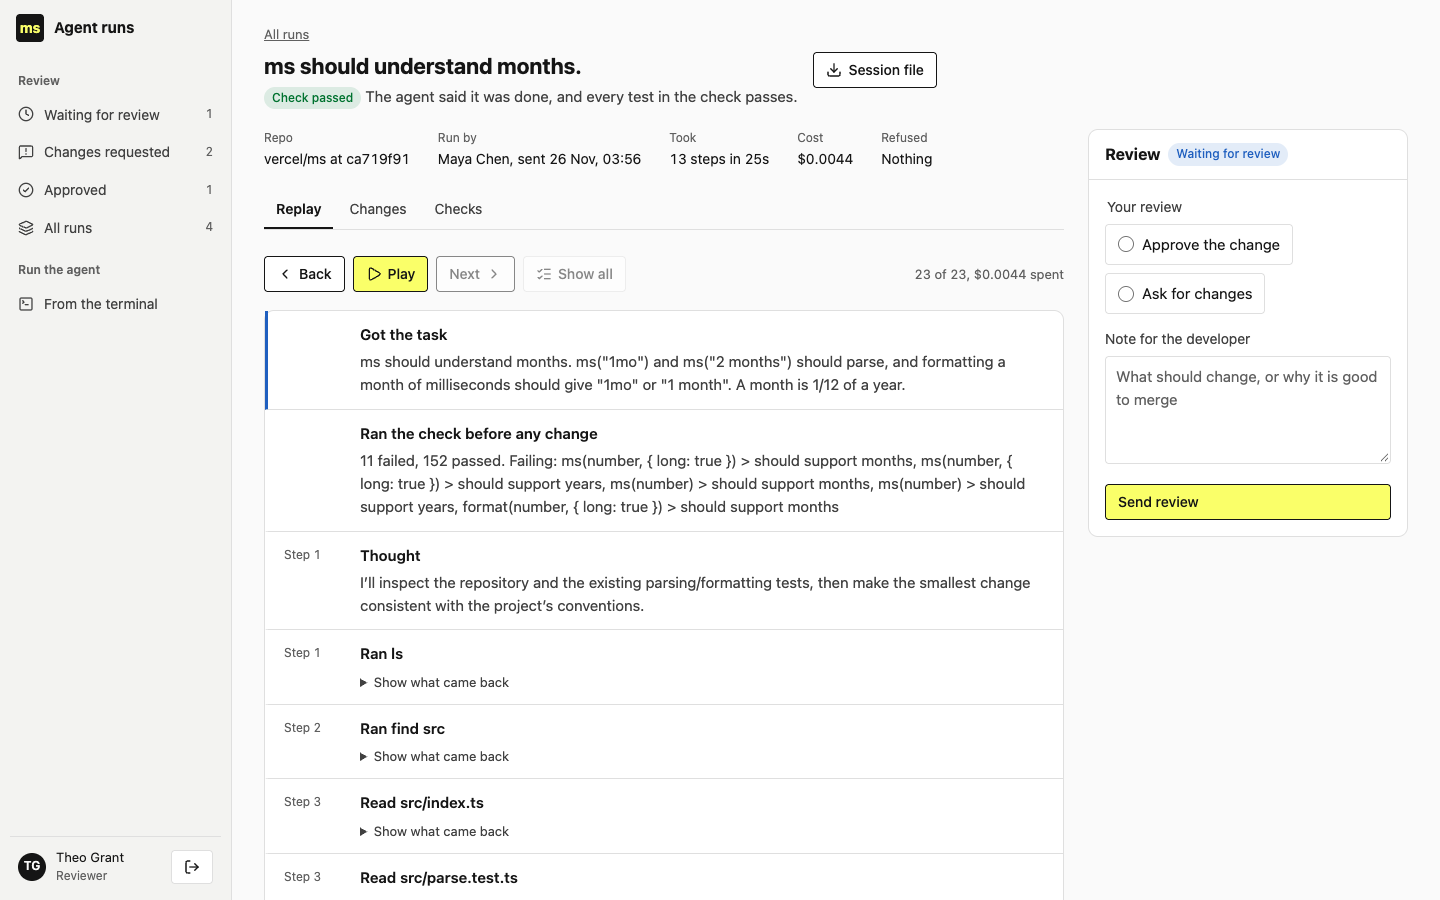 ms Agent runs
Review
Waiting for review 1
Changes requested 2
Approved 1
All runs 4
Run the agent
From the terminal
TG
Theo Grant
Reviewer
All runs
ms should understand months.
Session file
Check passed The agent said it was done, and every test in the check passes.
Repo
vercel/ms at ca719f91
Run by
Maya Chen, sent 26 Nov, 03:56
Took
13 steps in 25s
Cost
$0.0044
Refused
Nothing
Replay Changes Checks
Back Play Next Show all 23 of 23, $0.0044 spent
Got the task
ms should understand months. ms("1mo") and ms("2 months") should parse, and formatting a
month of milliseconds should give "1mo" or "1 month". A month is 1/12 of a year.
Ran the check before any change
11 failed, 152 passed. Failing: ms(number, { long: true }) > should support months, ms(number, {
long: true }) > should support years, ms(number) > should support months, ms(number) > should
support years, format(number, { long: true }) > should support months
Step 1 Thought
I’ll inspect the repository and the existing parsing/formatting tests, then make the smallest change
consistent with the project’s conventions.
Step 1 Ran ls
Show what came back
Step 2 Ran find src
Show what came back
Step 3 Read src/index.ts
Show what came back
Step 3 Read src/parse.test.ts
Review Waiting for review
Your review
Approve the change
Ask for changes
Note for the developer
What should change, or why it is good
to merge
Send review